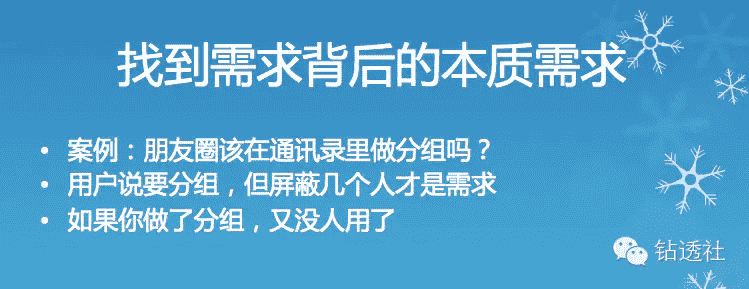 找到需求背后的本质需求
• 案例：朋友圈该在通讯录里做分组吗？
• 用户说要分组，但屏蔽几个人才是需求
• 如果你做了分组，又没人用了
钻透社